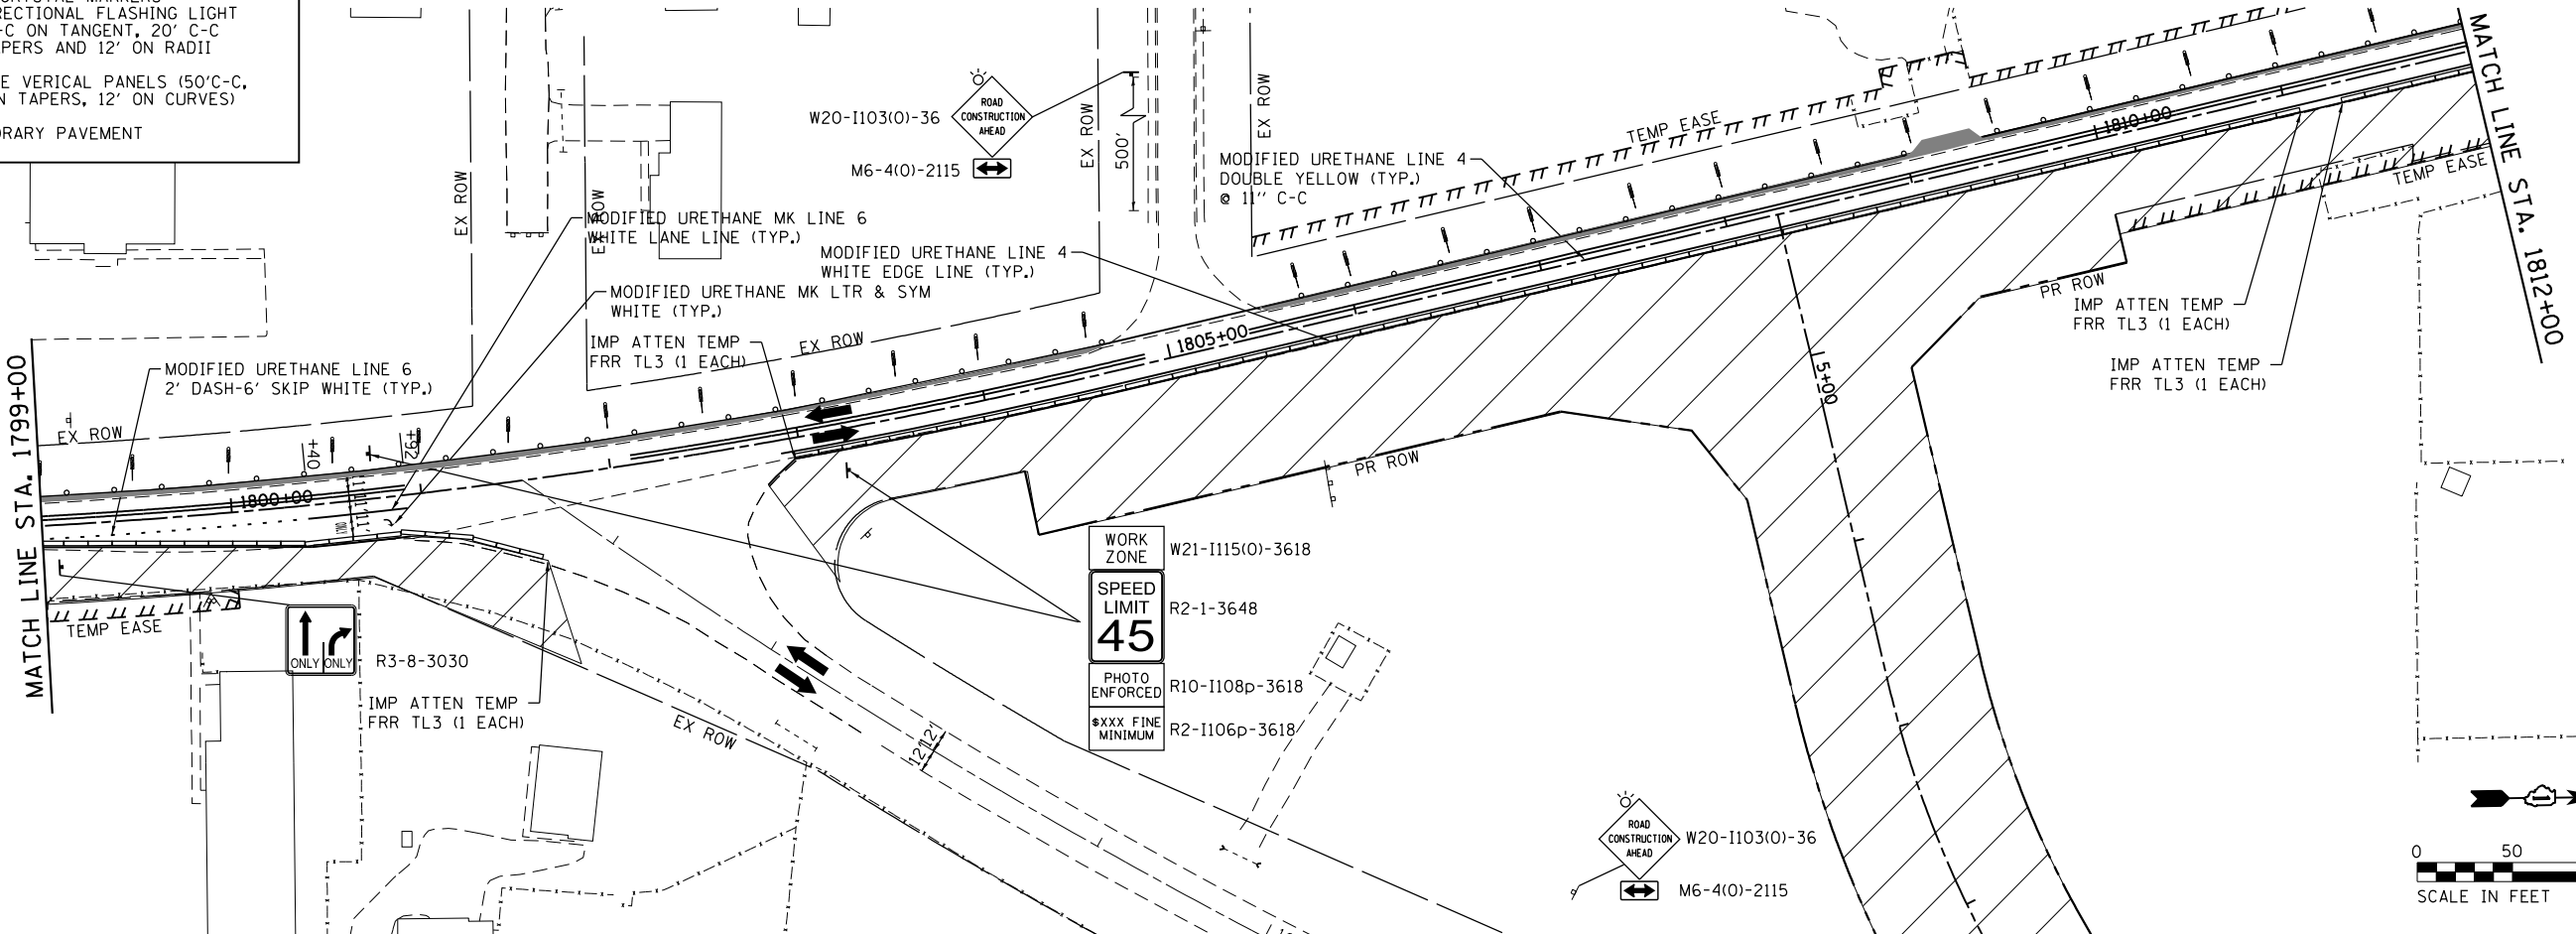 RECTIONAL FLASHING LIGHT
-C ON TANGENT, 20' C-C
PERS AND 12' ON RADII
E VERICAL PANELS (50'C-C,
N TAPERS, 12' ON CURVES)
ORARY PAVEMENT
EX ROW
EX ROW
W20-I103(0)-36
ROAD
CONSTRUCTION
AHEAD
M6-4(0)-2115
EX ROW
500'
EX ROW
TEMP EASE
MODIFIED URETHANE LINE 4
DOUBLE YELLOW (TYP.)
@ 11" C-C
1810+00
MATCH LINE STA. 1812+00
TEMP EASE
MODIFIED URETHANE MK LINE 6
WHITE LANE LINE (TYP.)
MODIFIED URETHANE LINE 4
WHITE EDGE LINE (TYP.)
MODIFIED URETHANE MK LTR & SYM
WHITE (TYP.)
IMP ATTEN TEMP
FRR TL3 (1 EACH)
EX ROW
1805+00
PR ROW
IMP ATTEN TEMP
FRR TL3 (1 EACH)
IMP ATTEN TEMP
FRR TL3 (1 EACH)
5+00
MATCH LINE STA. 1799+00
MODIFIED URETHANE LINE 6
2' DASH-6' SKIP WHITE (TYP.)
EX ROW
+40
+92
1800+00
PR ROW
TEMP EASE
ONLY ONLY
R3-8-3030
IMP ATTEN TEMP
FRR TL3 (1 EACH)
EX ROW
12' 12'
WORK
ZONE
W21-I115(0)-3618
SPEED
LIMIT
45
R2-1-3648
PHOTO
ENFORCED
R10-I108p-3618
$XXX FINE
MINIMUM
R2-I106p-3618
ROAD
CONSTRUCTION
AHEAD
W20-I103(0)-36
M6-4(0)-2115
0 50
SCALE IN FEET